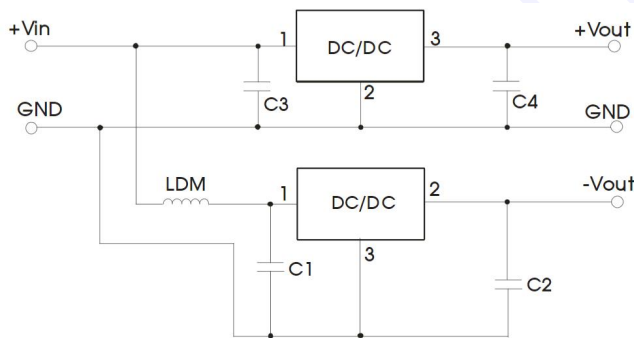 +Vin 1 DC/DC 3 +Vout
C3 2 C4
GND GND
LDM 1 DC/DC 2 -Vout
C1 3 C2